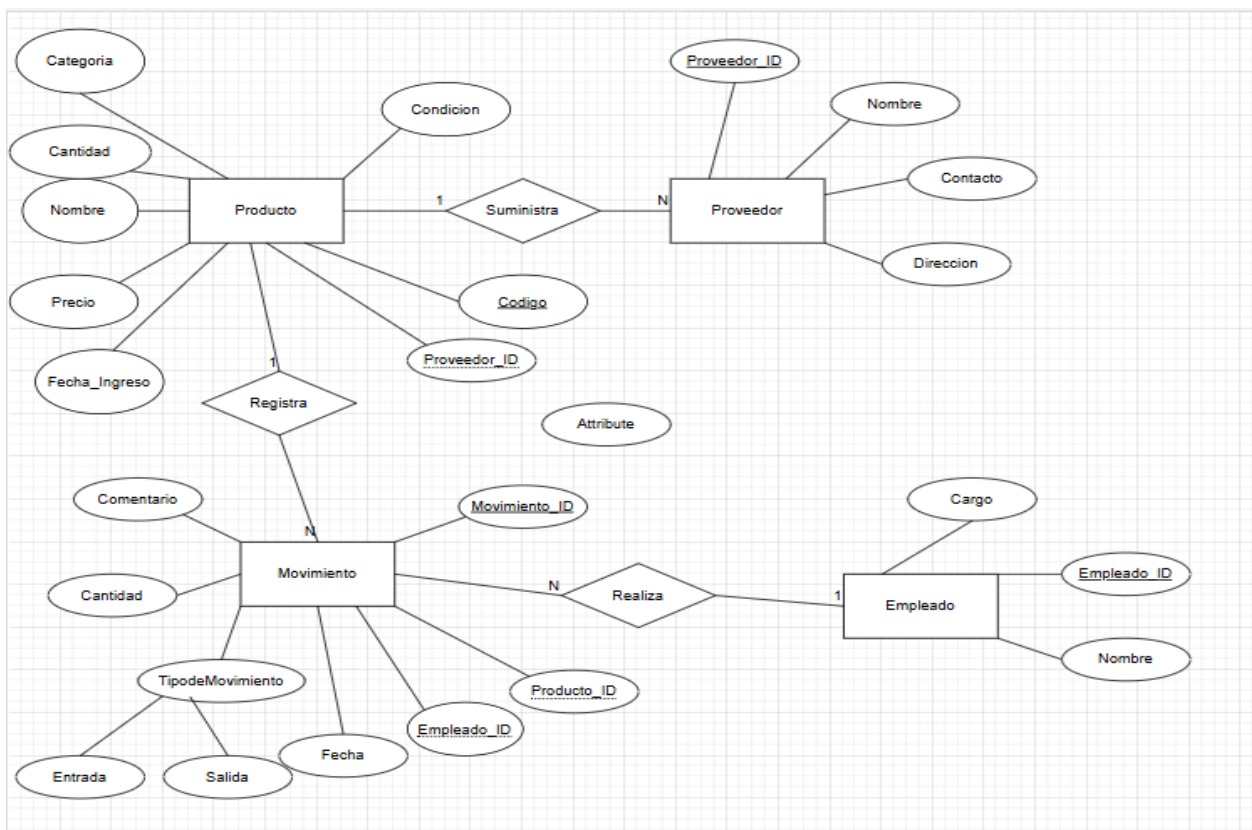 Categoria
Proveedor_ID
Condicion
Nombre
Cantidad
Contacto
Nombre
Producto
1
Suministra
N
Proveedor
Direccion
Precio
Codigo
Proveedor_ID
1
Fecha_Ingreso
Registra
Attribute
Comentario
Movimiento_ID
Cargo
N
Movimiento
Empleado_ID
N
Realiza
1
Empleado
Cantidad
Nombre
TipodeMovimiento
Producto_ID
Empleado_ID
Fecha
Entrada
Salida